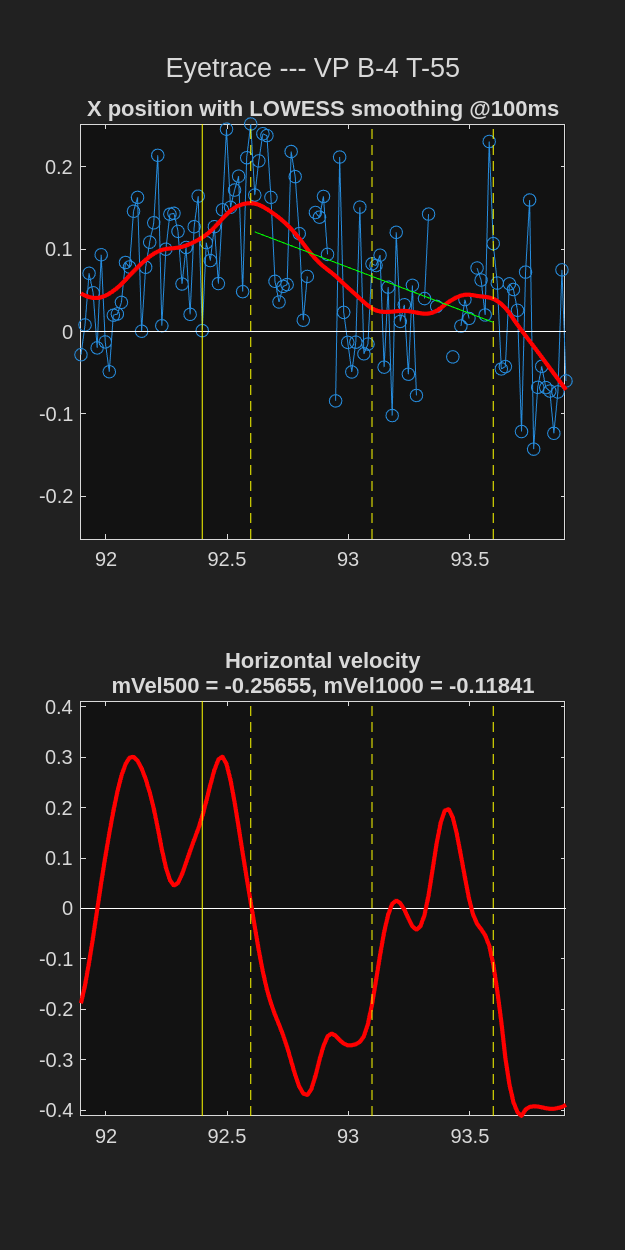 Eyetrace --- VP B-4 T-55
X position with LOWESS smoothing @100ms
0.2
0.1
0
-0.1
-0.2
92 92.5 93 93.5
Horizontal velocity
mVel500 = -0.25655, mVel1000 = -0.11841
0.4
0.3
0.2
0.1
0
-0.1
-0.2
-0.3
-0.4
92 92.5 93 93.5